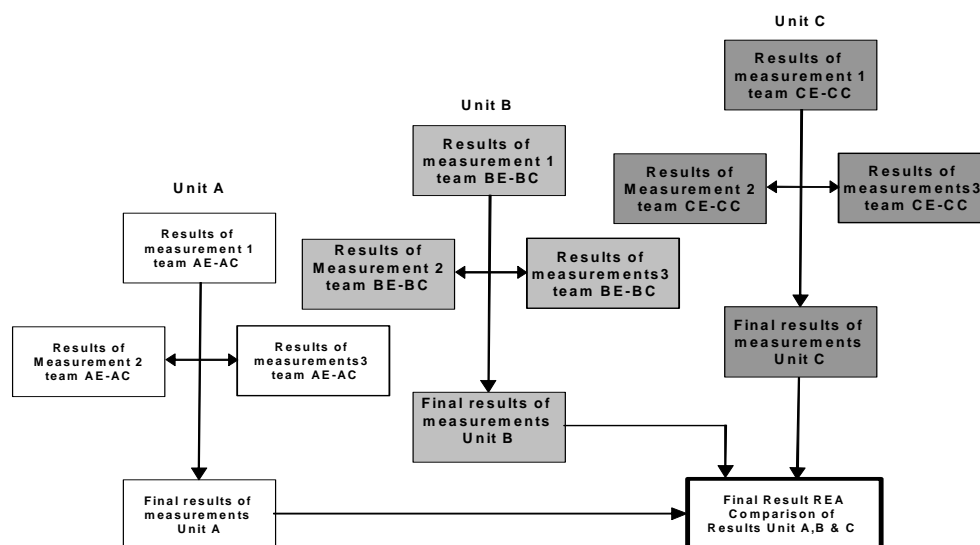 Unit C
Results of
measurement 1
team CE-CC
Results of
Measurement 2
team CE-CC
Results of
measurements3
team CE-CC
Final results of
measurements
Unit C
Unit B
Results of
measurement 1
team BE-BC
Results of
Measurement 2
team BE-BC
Results of
measurements3
team BE-BC
Final results of
measurements
Unit B
Unit A
Results of
measurement 1
team AE-AC
Results of
Measurement 2
team AE-AC
Results of
measurements3
team AE-AC
Final results of
measurements
Unit A
Final Result REA
Comparison of
Results Unit A,B & C